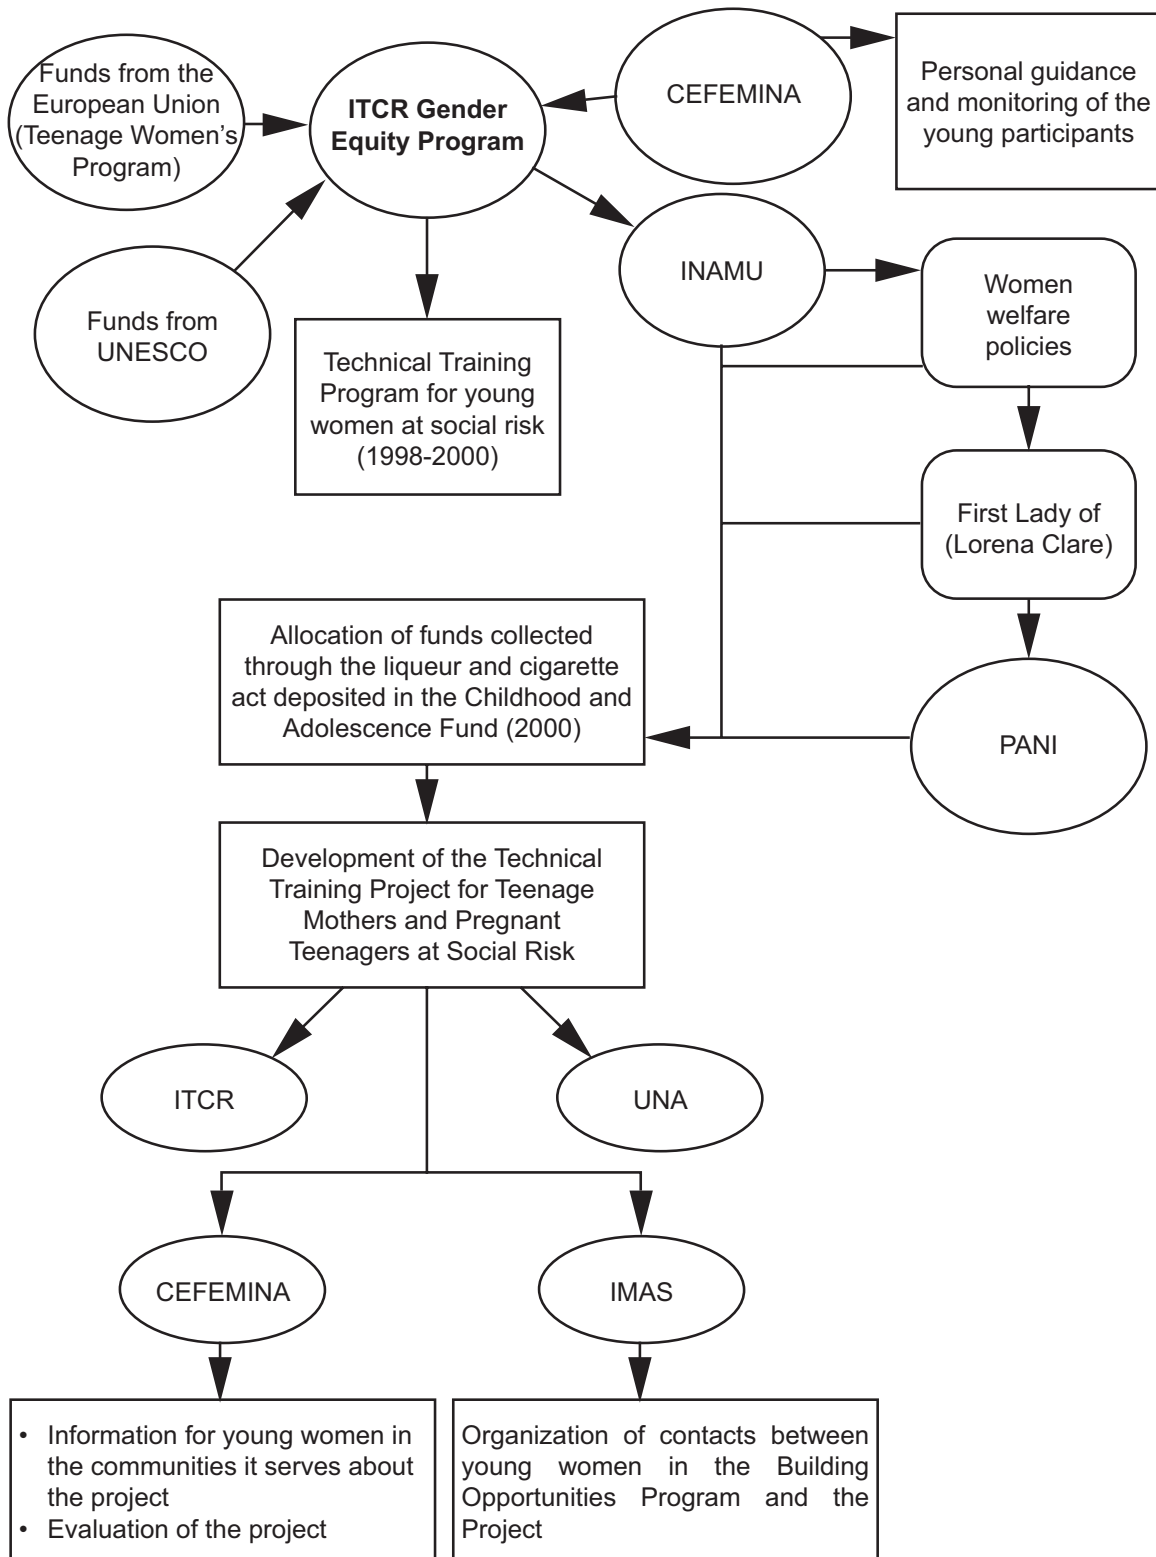 Funds from the
European Union
(Teenage Women's
Program)
ITCR Gender
Equity Program
CEFEMINA
Personal guidance
and monitoring of the
young participants
Funds from
UNESCO
Technical Training
Program for young
women at social risk
(1998-2000)
INAMU
Women
welfare
policies
First Lady of
(Lorena Clare)
PANI
Allocation of funds collected
through the liqueur and cigarette
act deposited in the Childhood and
Adolescence Fund (2000)
Development of the Technical
Training Project for Teenage
Mothers and Pregnant
Teenagers at Social Risk
ITCR
UNA
CEFEMINA
IMAS
• Information for young women in
the communities it serves about
the project
• Evaluation of the project
Organization of contacts between
young women in the Building
Opportunities Program and the
Project